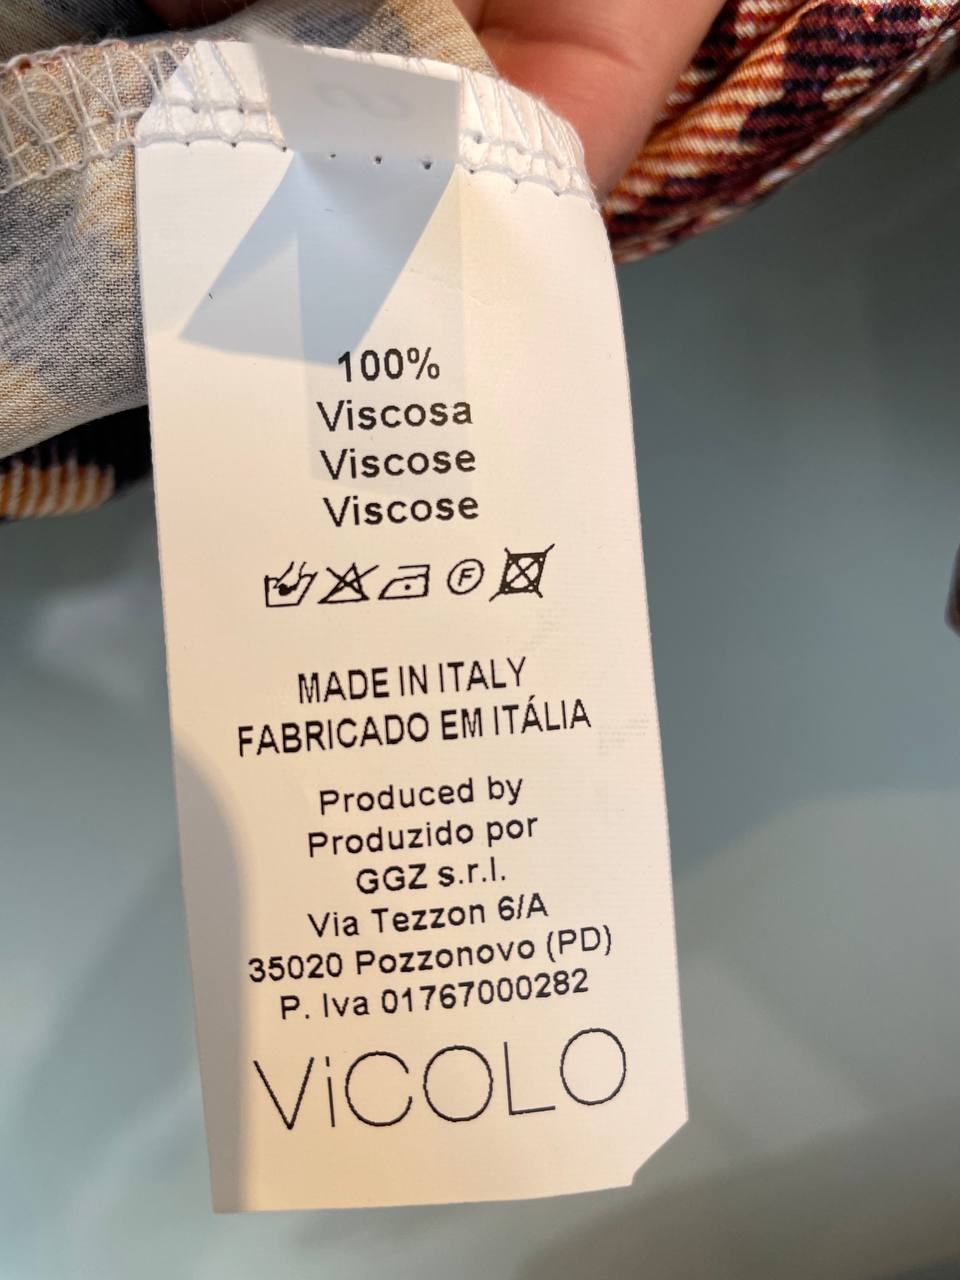 S
100%
Viscosa
Viscose
Viscose
F
MADE IN ITALY
FABRICADO EM ITÁLIA
Produced by
Produzido por
GGZ s.r.l.
Via Tezzon 6/A
35020 Pozzonovo (PD)
P. Iva 01767000282
ViCOLO